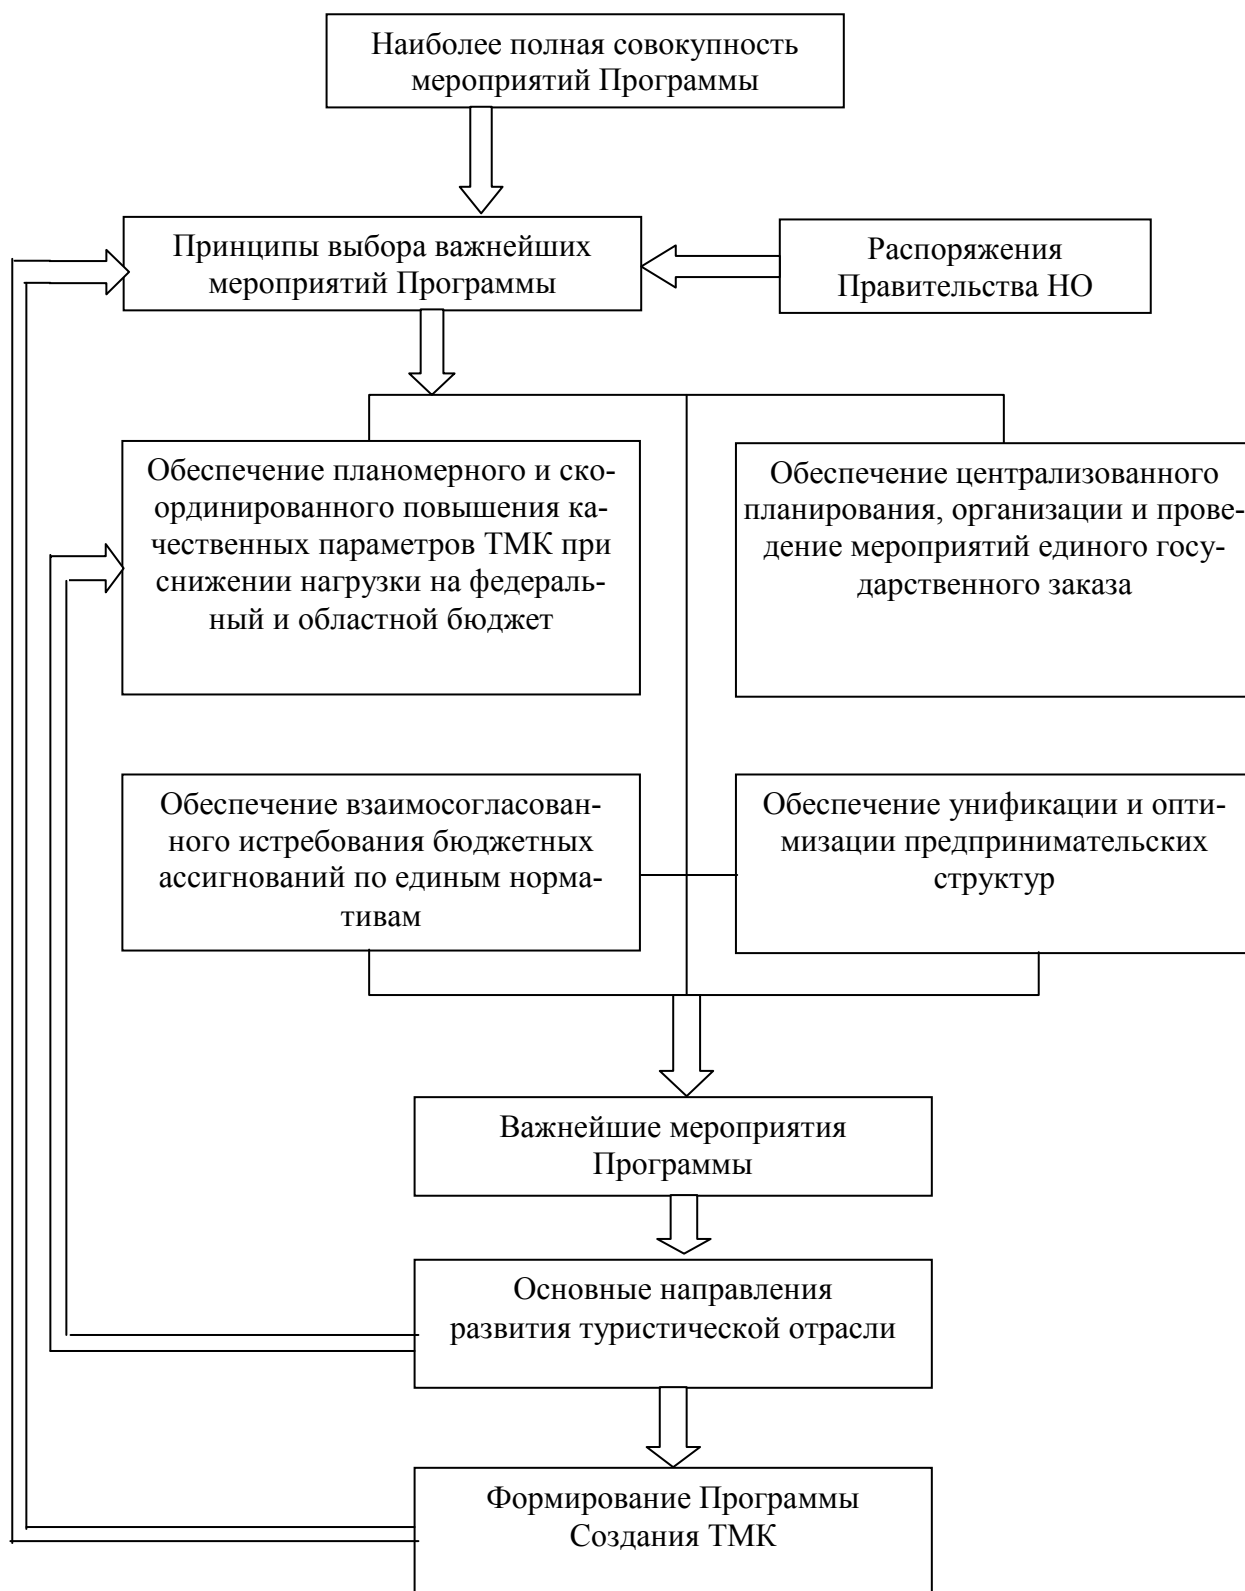 Наиболее полная совокупность
мероприятий Программы
Принципы выбора важнейших
мероприятий Программы
Распоряжения
Правительства НО
Обеспечение планомерного и ско-
ординированного повышения ка-
чественных параметров ТМК при
снижении нагрузки на федераль-
ный и областной бюджет
Обеспечение централизованного
планирования, организации и прове-
дение мероприятий единого госу-
дарственного заказа
Обеспечение взаимосогласован-
ного истребования бюджетных
ассигнований по единым норма-
тивам
Обеспечение унификации и опти-
мизации предпринимательских
структур
Важнейшие мероприятия
Программы
Основные направления
развития туристической отрасли
Формирование Программы
Создания ТМК